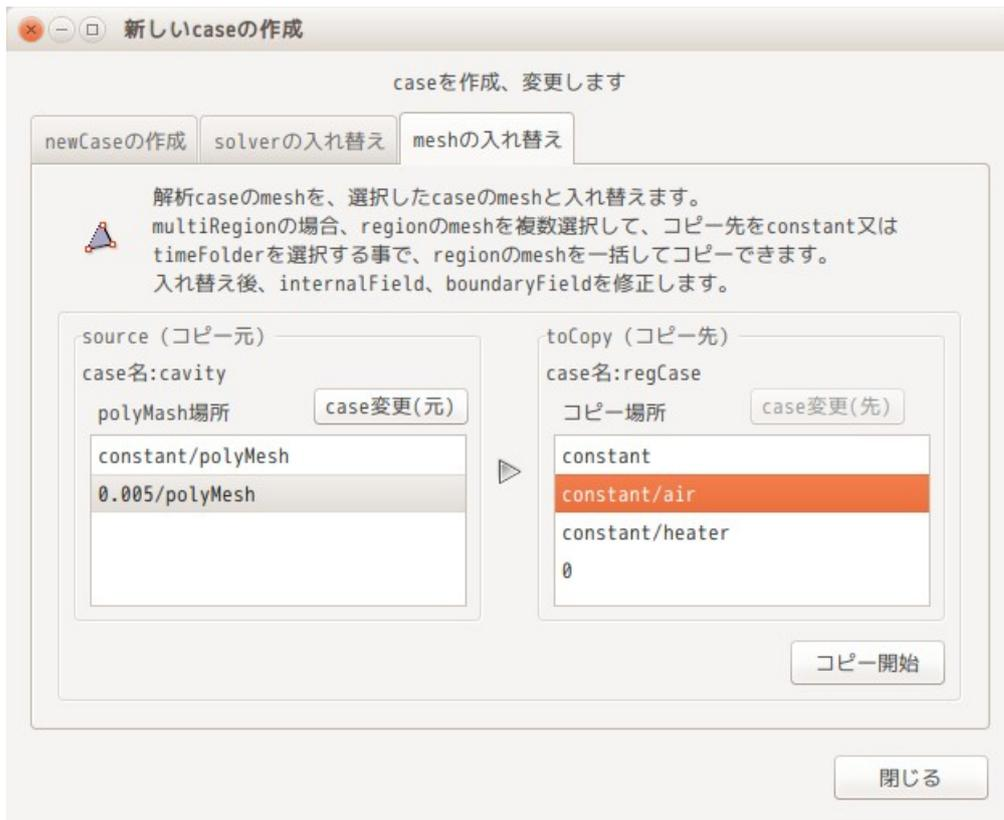 新しいcaseの作成
caseを作成、変更します
newCaseの作成
solverの入れ替え
meshの入れ替え
解析caseのmeshを、選択したcaseのmeshと入れ替えます。
multiRegionの場合、regionのmeshを複数選択して、コピー先をconstant又は
timeFolderを選択する事で、regionのmeshを一括してコピーできます。
入れ替え後、internalField、boundaryFieldを修正します。
source (コピー元)
case名:cavity
polyMash場所
case変更(元)
constant/polyMesh
0.005/polyMesh
toCopy (コピー先)
case名:regCase
コピー場所
case変更(先)
constant
constant/air
constant/heater
0
コピー開始
閉じる